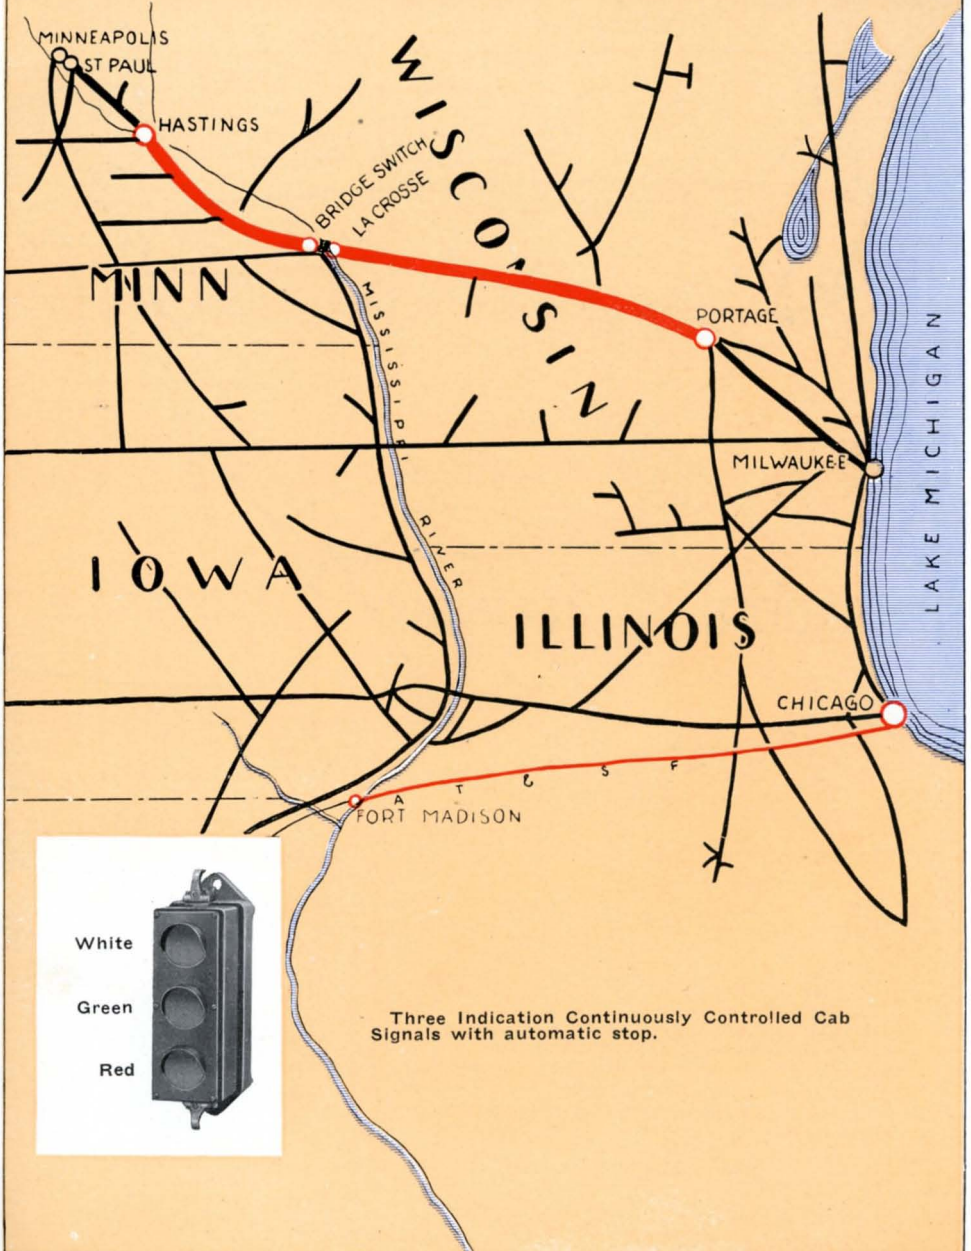 MINNEAPOLIS
ST PAUL
HASTINGS
BRIDGE SWITCH
LA CROSSE
WISCONSIN
MINN
MISSISSIPPI
RIVER
PORTAGE
MILWAUKEE
LAKE MICHIGAN
IOWA
ILLINOIS
CHICAGO
A T & S F
FORT MADISON
White
Green
Red
Three Indication Continuously Controlled Cab
Signals with automatic stop.